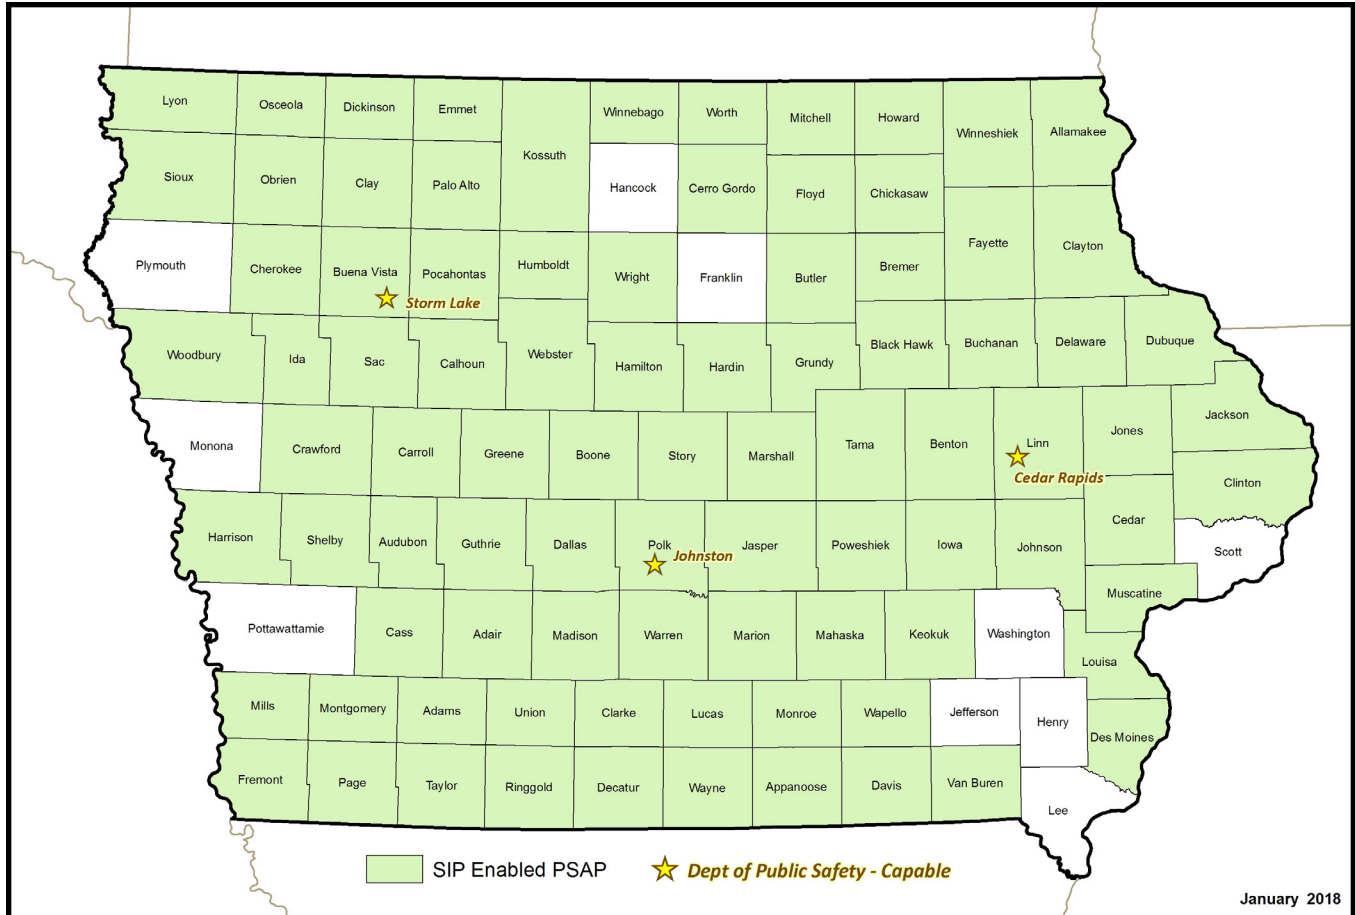 Lyon
Osceola
Dickinson
Emmet
Kossuth
Winnebago
Worth
Mitchell
Howard
Winneshiek
Allamakee
Sioux
Obrien
Clay
Palo Alto
Hancock
Cerro Gordo
Floyd
Chickasaw
Fayette
Clayton
Plymouth
Cherokee
Buena Vista
Pocahontas
Humboldt
Wright
Franklin
Butler
Bremer
Storm Lake
Woodbury
Ida
Sac
Calhoun
Webster
Hamilton
Hardin
Grundy
Black Hawk
Buchanan
Delaware
Dubuque
Monona
Crawford
Carroll
Greene
Boone
Story
Marshall
Tama
Benton
Linn
Jones
Jackson
Cedar Rapids
Clinton
Harrison
Shelby
Audubon
Guthrie
Dallas
Polk
Johnston
Jasper
Poweshiek
Iowa
Johnson
Cedar
Scott
Muscatine
Pottawattamie
Cass
Adair
Madison
Warren
Marion
Mahaska
Keokuk
Washington
Louisa
Mills
Montgomery
Adams
Union
Clarke
Lucas
Monroe
Wapello
Jefferson
Henry
Des Moines
Fremont
Page
Taylor
Ringgold
Decatur
Wayne
Appanoose
Davis
Van Buren
Lee
SIP Enabled PSAP
Dept of Public Safety - Capable
January 2018